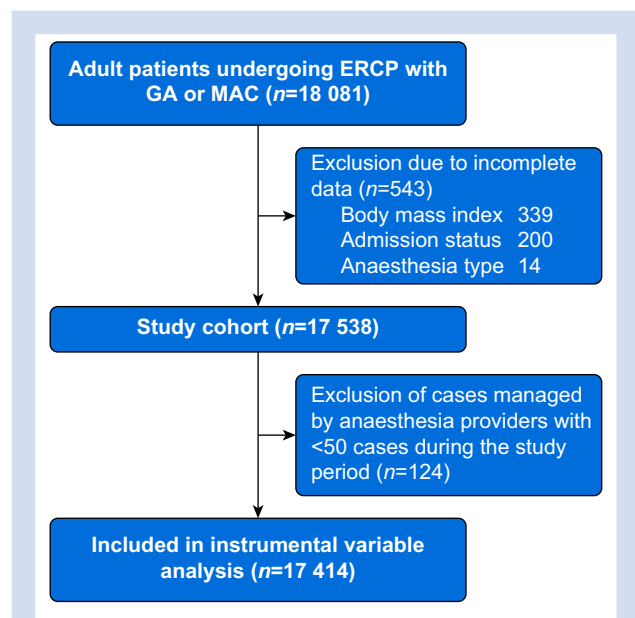 Adult patients undergoing ERCP with
GA or MAC (n=18 081)
Exclusion due to incomplete
data (n=543)
Body mass index 339
Admission status 200
Anaesthesia type 14
Study cohort (n=17 538)
Exclusion of cases managed
by anaesthesia providers with
<50 cases during the study
period (n=124)
Included in instrumental variable
analysis (n=17 414)